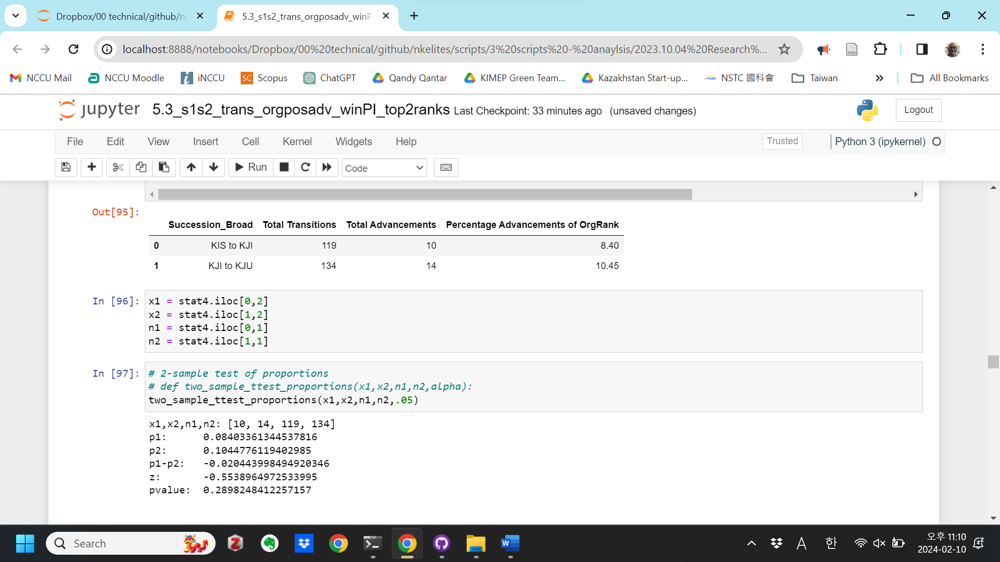 Dropbox/00 technical/github/nl
5.3_s1s2_trans_orgposadv_winP
localhost:8888/notebooks/Dropbox/00%20technical/github/nkelites/scripts/3%20scripts%20-%20anaylsis/2023.10.04%20Research%...
NCCU Mail
NCCU Moodle
iNCCU
SC Scopus
ChatGPT
Qandy Qantar
KIMEP Green Team...
Kazakhstan Start-up...
NSTC 國科會
Taiwan
All Bookmarks
jupyter 5.3_s1s2_trans_orgposadv_winPI_top2ranks Last Checkpoint: 33 minutes ago (unsaved changes)
Logout
File Edit View Insert Cell Kernel Widgets Help
Trusted
Python 3 (ipykernel)
Run
Code
Out[95]:
Succession_Broad Total Transitions Total Advancements Percentage Advancements of OrgRank
0 KIS to KJI 119 10 8.40
1 KJI to KJU 134 14 10.45
In [96]:
x1 = stat4.iloc[0,2]
x2 = stat4.iloc[1,2]
n1 = stat4.iloc[0,1]
n2 = stat4.iloc[1,1]
In [97]:
# 2-sample test of proportions
# def two_sample_ttest_proportions(x1,x2,n1,n2,alpha):
two_sample_ttest_proportions(x1,x2,n1,n2,.05)
x1,x2,n1,n2: [10, 14, 119, 134]
p1: 0.08403361344537816
p2: 0.1044776119402985
p1-p2: -0.020443998494920346
z: -0.5538964972533995
pvalue: 0.2898248412257157
Search
Z
W
A
한
오후 11:10
2024-02-10